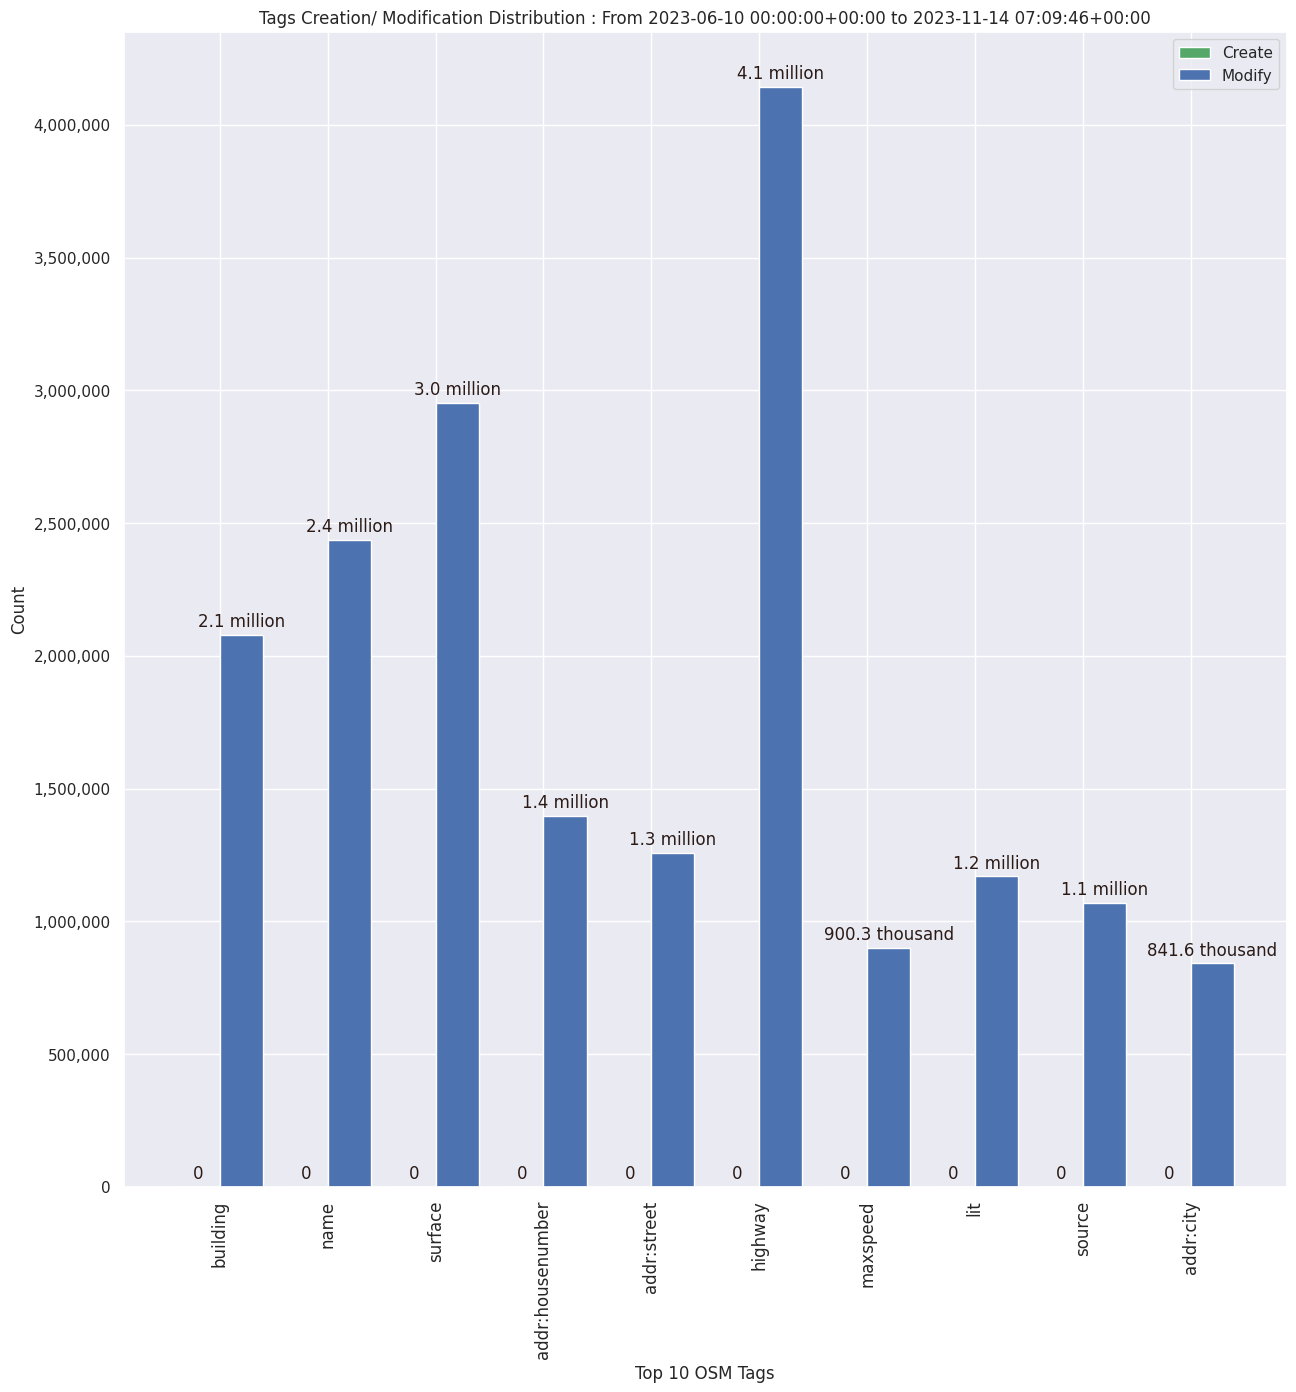 Tags Creation/ Modification Distribution : From 2023-06-10 00:00:00+00:00 to 2023-11-14 07:09:46+00:00
Create
Modify
4.1 million
4,000,000
3,500,000
3.0 million
3,000,000
2.4 million
2,500,000
2.1 million
2,000,000
1.4 million
1,500,000
1.3 million
1.2 million
1.1 million
1,000,000
900.3 thousand
841.6 thousand
500,000
0
0 0 0 0 0 0 0 0 0 0
Count
building
name
surface
addr:housenumber
addr:street
highway
maxspeed
lit
source
addr:city
Top 10 OSM Tags